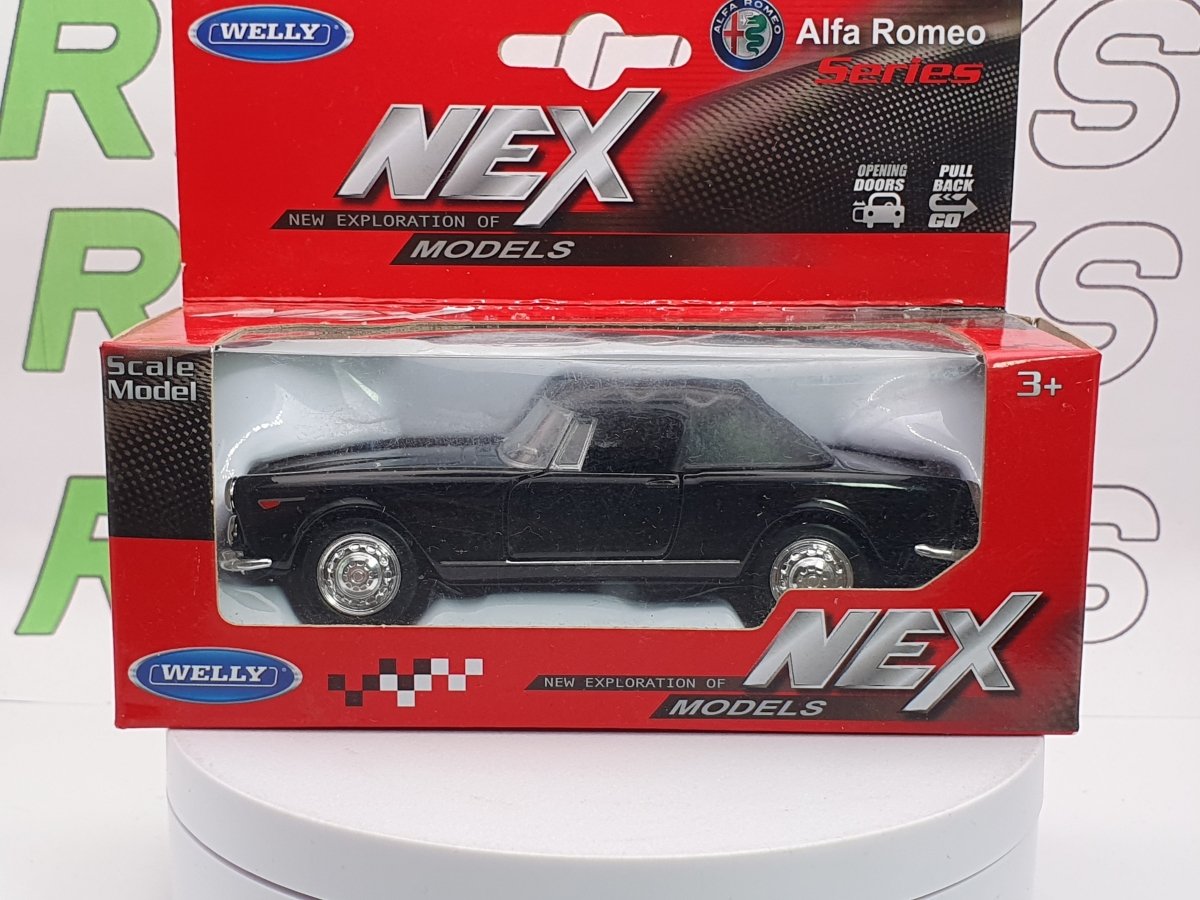 WELLY
ALFA ROMEO
Alfa Romeo
Series
NEX
NEW EXPLORATION OF
MODELS
OPENING
DOORS
PULL
BACK
GO
Scale
Model
3+
WELLY
NEW EXPLORATION OF
MODELS
NEX